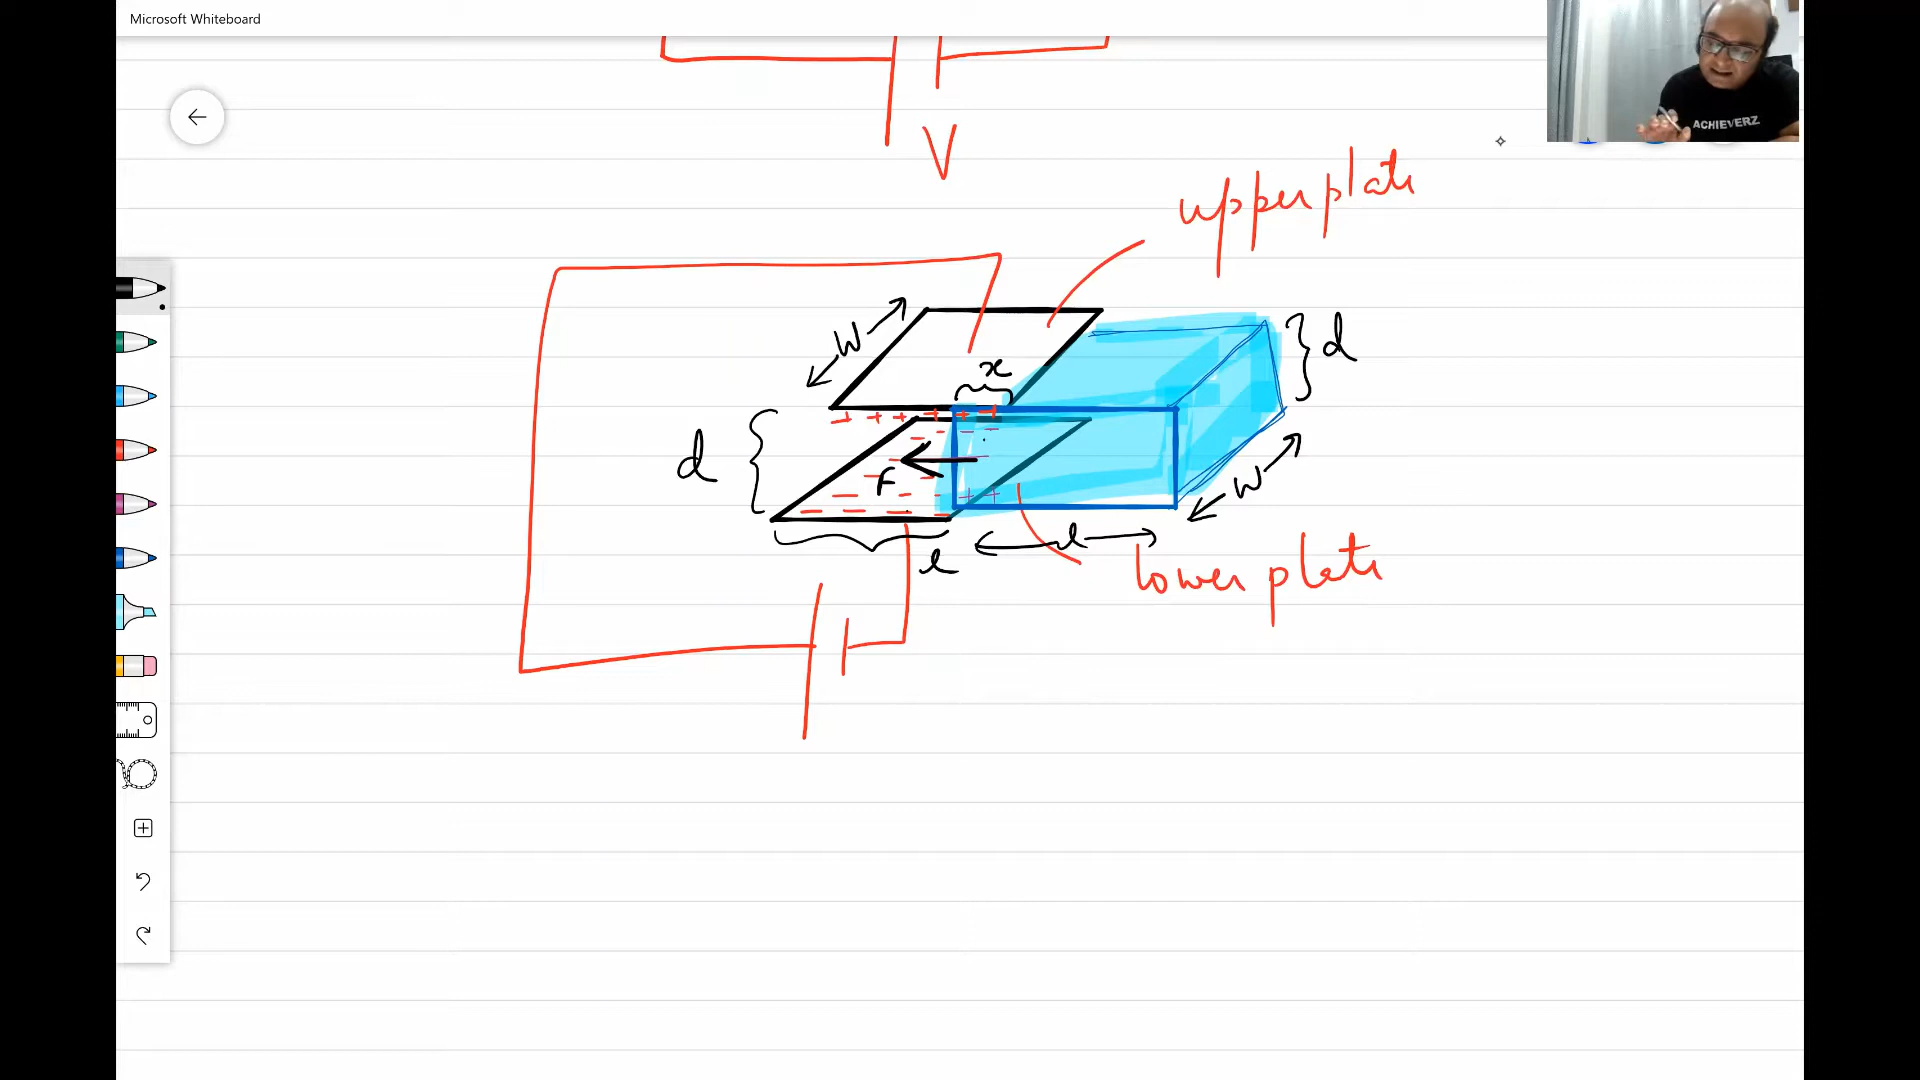 Microsoft Whiteboard
ACHIEVERZ
V
upper plate
W
x
d
d
F
W
l
l
lower plate